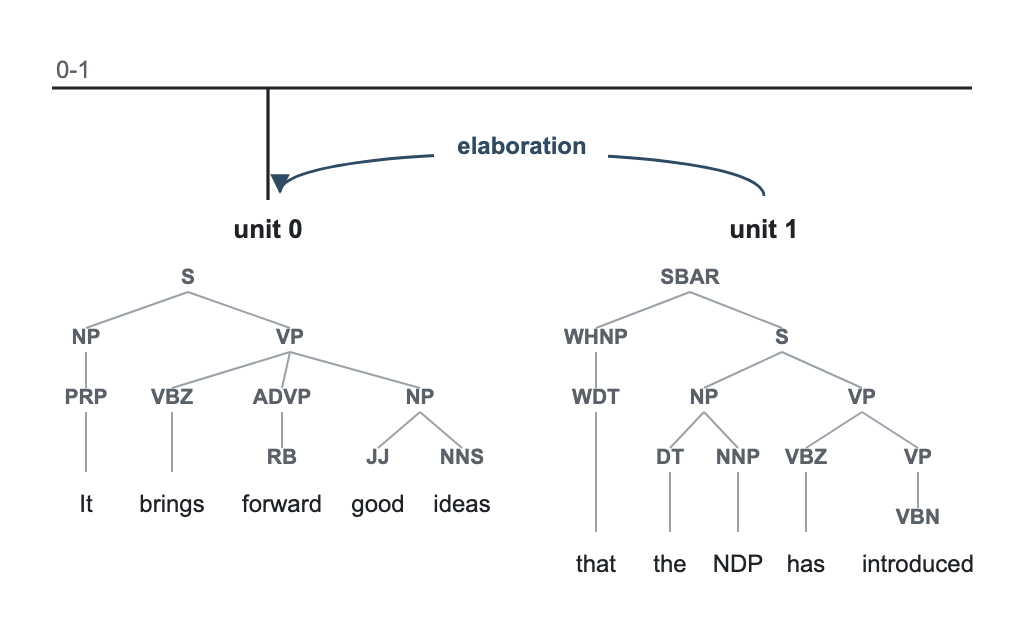 0-1
elaboration
unit 0 unit 1
S SBAR
NP VP WHNP S
PRP VBZ ADVP NP WDT NP VP
RB JJ NNS DT NNP VBZ VP
It brings forward good ideas
VBN
that the NDP has introduced